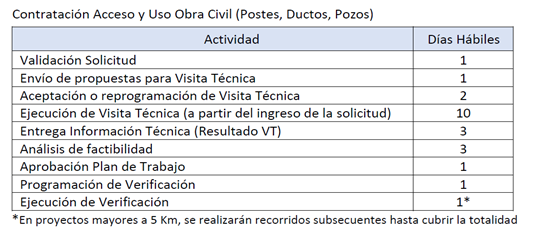 Contratación Acceso y Uso Obra Civil (Postes, Ductos, Pozos)
Actividad Días Hábiles
Validación Solicitud 1
Envío de propuestas para Visita Técnica 1
Aceptación o reprogramación de Visita Técnica 2
Ejecución de Visita Técnica (a partir del ingreso de la solicitud) 10
Entrega Información Técnica (Resultado VT) 3
Análisis de factibilidad 3
Aprobación Plan de Trabajo 1
Programación de Verificación 1
Ejecución de Verificación 1*
*En proyectos mayores a 5 Km, se realizarán recorridos subsecuentes hasta cubrir la totalidad